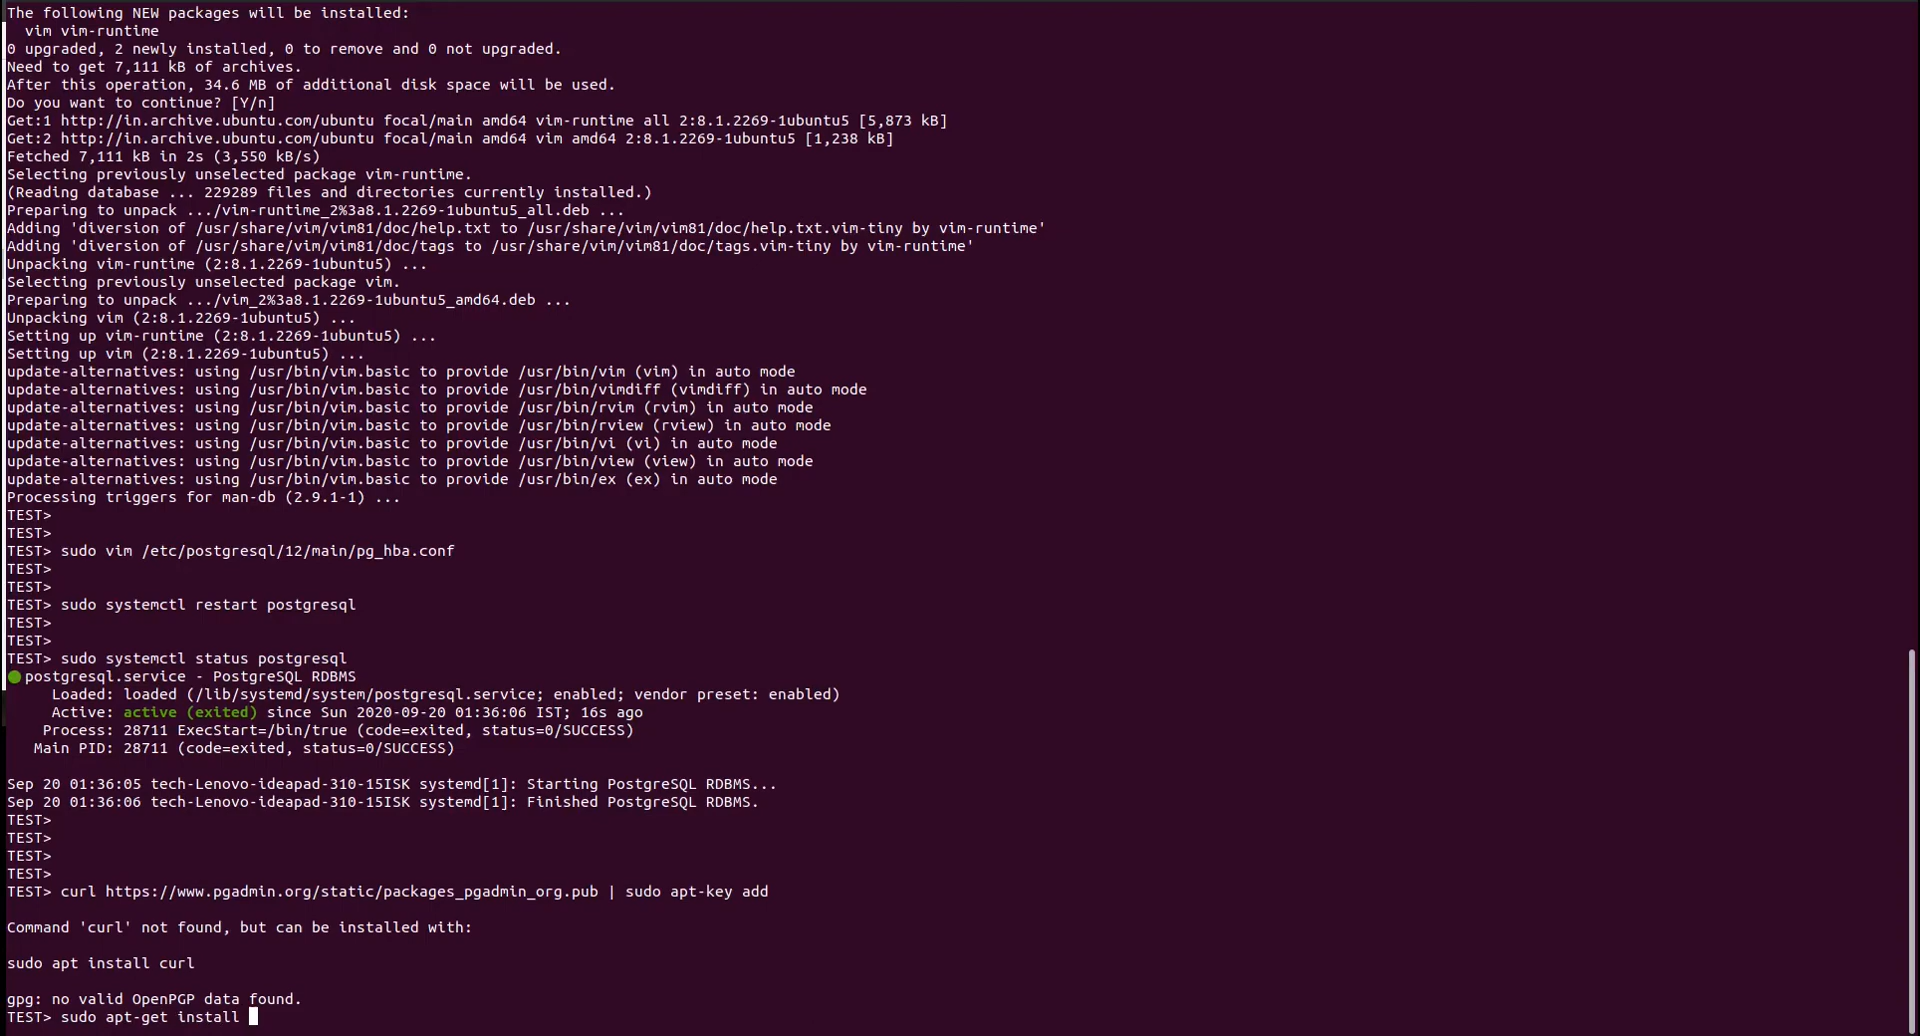 The following NEW packages will be installed:
  vim vim-runtime
0 upgraded, 2 newly installed, 0 to remove and 0 not upgraded.
Need to get 7,111 kB of archives.
After this operation, 34.6 MB of additional disk space will be used.
Do you want to continue? [Y/n]
Get:1 http://in.archive.ubuntu.com/ubuntu focal/main amd64 vim-runtime all 2:8.1.2269-1ubuntu5 [5,873 kB]
Get:2 http://in.archive.ubuntu.com/ubuntu focal/main amd64 vim amd64 2:8.1.2269-1ubuntu5 [1,238 kB]
Fetched 7,111 kB in 2s (3,550 kB/s)
Selecting previously unselected package vim-runtime.
(Reading database ... 229289 files and directories currently installed.)
Preparing to unpack .../vim-runtime_2%3a8.1.2269-1ubuntu5_all.deb ...
Adding 'diversion of /usr/share/vim/vim81/doc/help.txt to /usr/share/vim/vim81/doc/help.txt.vim-tiny by vim-runtime'
Adding 'diversion of /usr/share/vim/vim81/doc/tags to /usr/share/vim/vim81/doc/tags.vim-tiny by vim-runtime'
Unpacking vim-runtime (2:8.1.2269-1ubuntu5) ...
Selecting previously unselected package vim.
Preparing to unpack .../vim_2%3a8.1.2269-1ubuntu5_amd64.deb ...
Unpacking vim (2:8.1.2269-1ubuntu5) ...
Setting up vim-runtime (2:8.1.2269-1ubuntu5) ...
Setting up vim (2:8.1.2269-1ubuntu5) ...
update-alternatives: using /usr/bin/vim.basic to provide /usr/bin/vim (vim) in auto mode
update-alternatives: using /usr/bin/vim.basic to provide /usr/bin/vimdiff (vimdiff) in auto mode
update-alternatives: using /usr/bin/vim.basic to provide /usr/bin/rvim (rvim) in auto mode
update-alternatives: using /usr/bin/vim.basic to provide /usr/bin/rview (rview) in auto mode
update-alternatives: using /usr/bin/vim.basic to provide /usr/bin/vi (vi) in auto mode
update-alternatives: using /usr/bin/vim.basic to provide /usr/bin/view (view) in auto mode
update-alternatives: using /usr/bin/vim.basic to provide /usr/bin/ex (ex) in auto mode
Processing triggers for man-db (2.9.1-1) ...
TEST>
TEST>
TEST> sudo vim /etc/postgresql/12/main/pg_hba.conf
TEST>
TEST>
TEST> sudo systemctl restart postgresql
TEST>
TEST>
TEST> sudo systemctl status postgresql
● postgresql.service - PostgreSQL RDBMS
     Loaded: loaded (/lib/systemd/system/postgresql.service; enabled; vendor preset: enabled)
     Active: active (exited) since Sun 2020-09-20 01:36:06 IST; 16s ago
    Process: 28711 ExecStart=/bin/true (code=exited, status=0/SUCCESS)
   Main PID: 28711 (code=exited, status=0/SUCCESS)

Sep 20 01:36:05 tech-Lenovo-ideapad-310-15ISK systemd[1]: Starting PostgreSQL RDBMS...
Sep 20 01:36:06 tech-Lenovo-ideapad-310-15ISK systemd[1]: Finished PostgreSQL RDBMS.
TEST>
TEST>
TEST>
TEST>
TEST> curl https://www.pgadmin.org/static/packages_pgadmin_org.pub | sudo apt-key add

Command 'curl' not found, but can be installed with:

sudo apt install curl

gpg: no valid OpenPGP data found.
TEST> sudo apt-get install